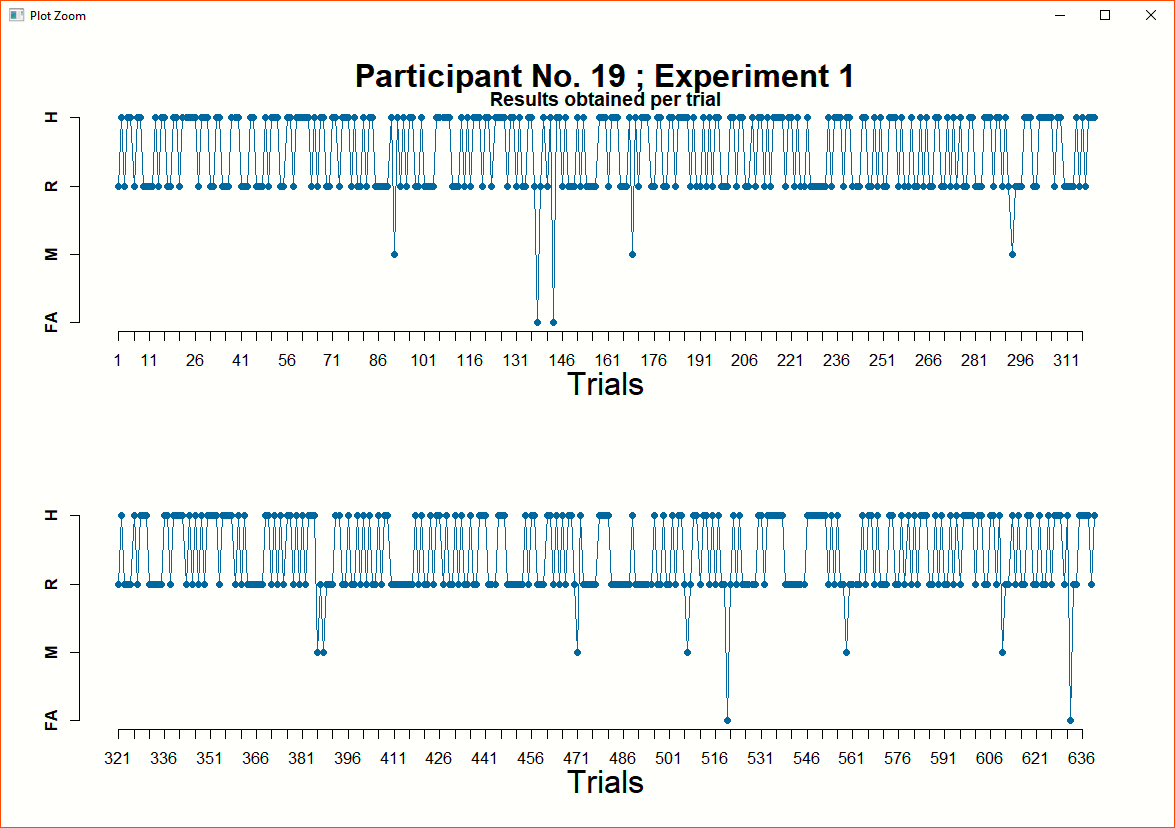 Plot Zoom
Participant No. 19 ; Experiment 1
Results obtained per trial
H
R
M
FA
1 11 26 41 56 71 86 101 116 131 146 161 176 191 206 221 236 251 266 281 296 311
Trials
H
R
M
FA
321 336 351 366 381 396 411 426 441 456 471 486 501 516 531 546 561 576 591 606 621 636
Trials